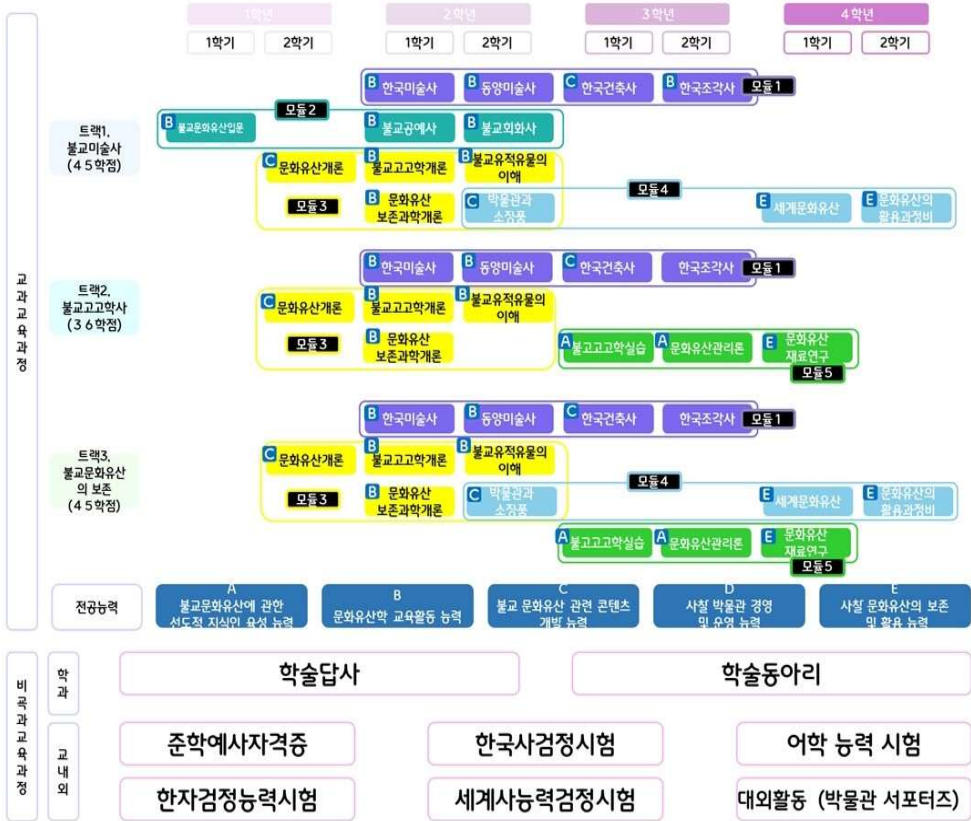 1학년 2학년 3학년 4학년
1학기 2학기 1학기 2학기 1학기 2학기 1학기 2학기
교과교육과정
트랙1,
불교미술사
(45학점)
B 한국미술사 B 동양미술사 C 한국건축사 B 한국조각사 모듈1
모듈2
B 불교문화유산입문 B 불교공예사 B 불교회화사
C 문화유산개론 B 불교고고학개론 B 불교유적유물의
이해
모듈3 B 문화유산
보존과학개론
모듈4
C 박물관과
소장품
E 세계문화유산 E 문화유산의
활용과정비
트랙2,
불교고고학사
(36학점)
B 한국미술사 B 동양미술사 C 한국건축사 한국조각사 모듈1
C 문화유산개론 B 불교고고학개론 B 불교유적유물의
이해
모듈3 B 문화유산
보존과학개론
A 불고고고학실습 A 문화유산관리론 E 문화유산
재료연구
모듈5
트랙3,
불교문화유산
의 보존
(45학점)
B 한국미술사 B 동양미술사 C 한국건축사 한국조각사 모듈1
C 문화유산개론 B 불교고고학개론 B 불교유적유물의
이해
모듈3 B 문화유산
보존과학개론
모듈4
C 박물관과
소장품
E 세계문화유산 E 문화유산의
활용과정비
A 불고고고학실습 A 문화유산관리론 E 문화유산
재료연구
모듈5
전공능력
A
불교문화유산에 관한
선도적 지식인 육성 능력
B
문화유산학 교육활동 능력
C
불교 문화유산 관련 콘텐츠
개발 능력
D
사찰 박물관 경영
및 운영 능력
E
사찰 문화유산의 보존
및 활용 능력
비곡과교육과정
학과
학술답사 학술동아리
교내외
준학예사자격증 한국사검정시험 어학 능력 시험
한자검정능력시험 세계사능력검정시험 대외활동 (박물관 서포터즈)